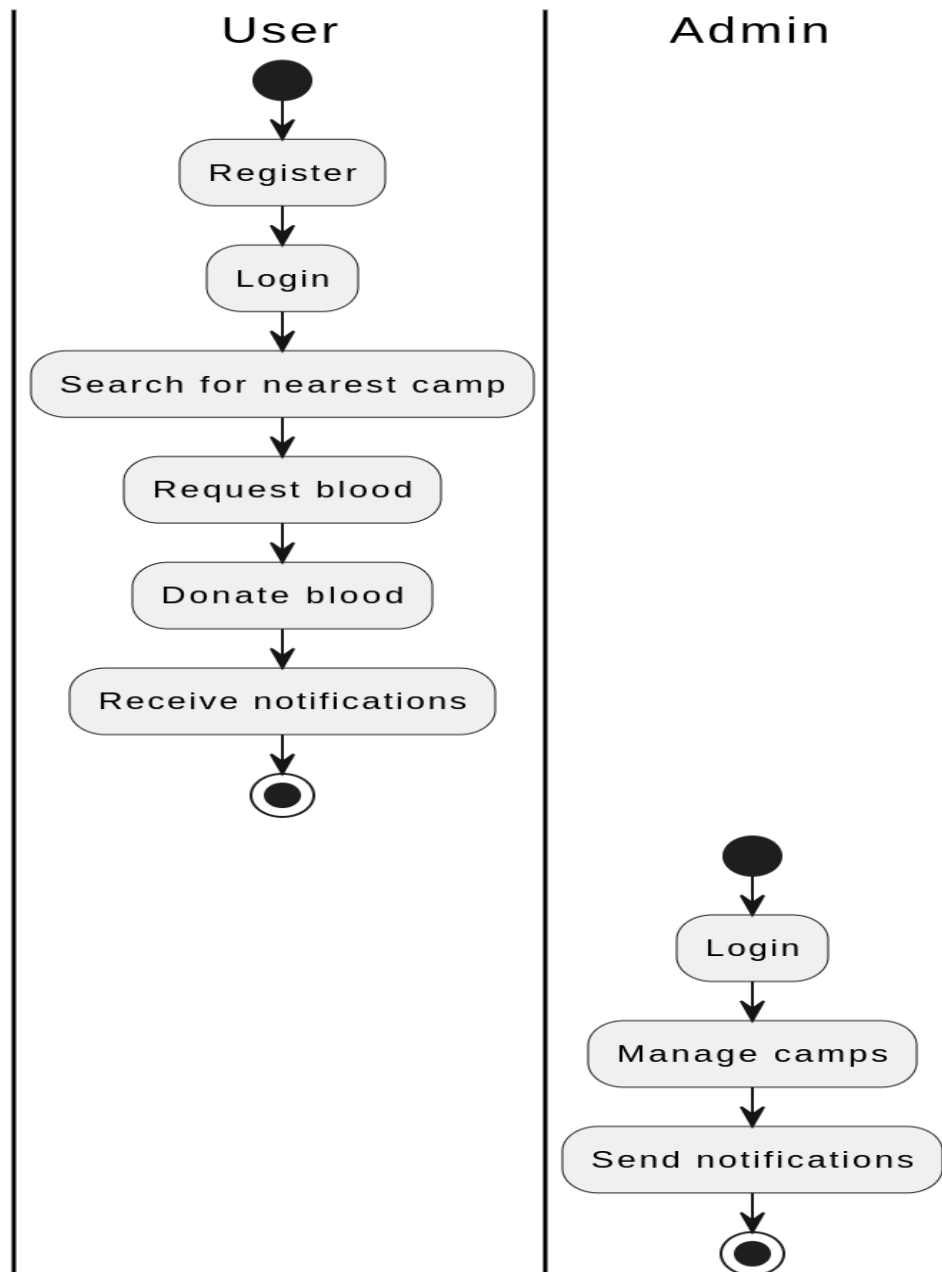 User
Admin
Register
Login
Search for nearest camp
Request blood
Donate blood
Receive notifications
Login
Manage camps
Send notifications